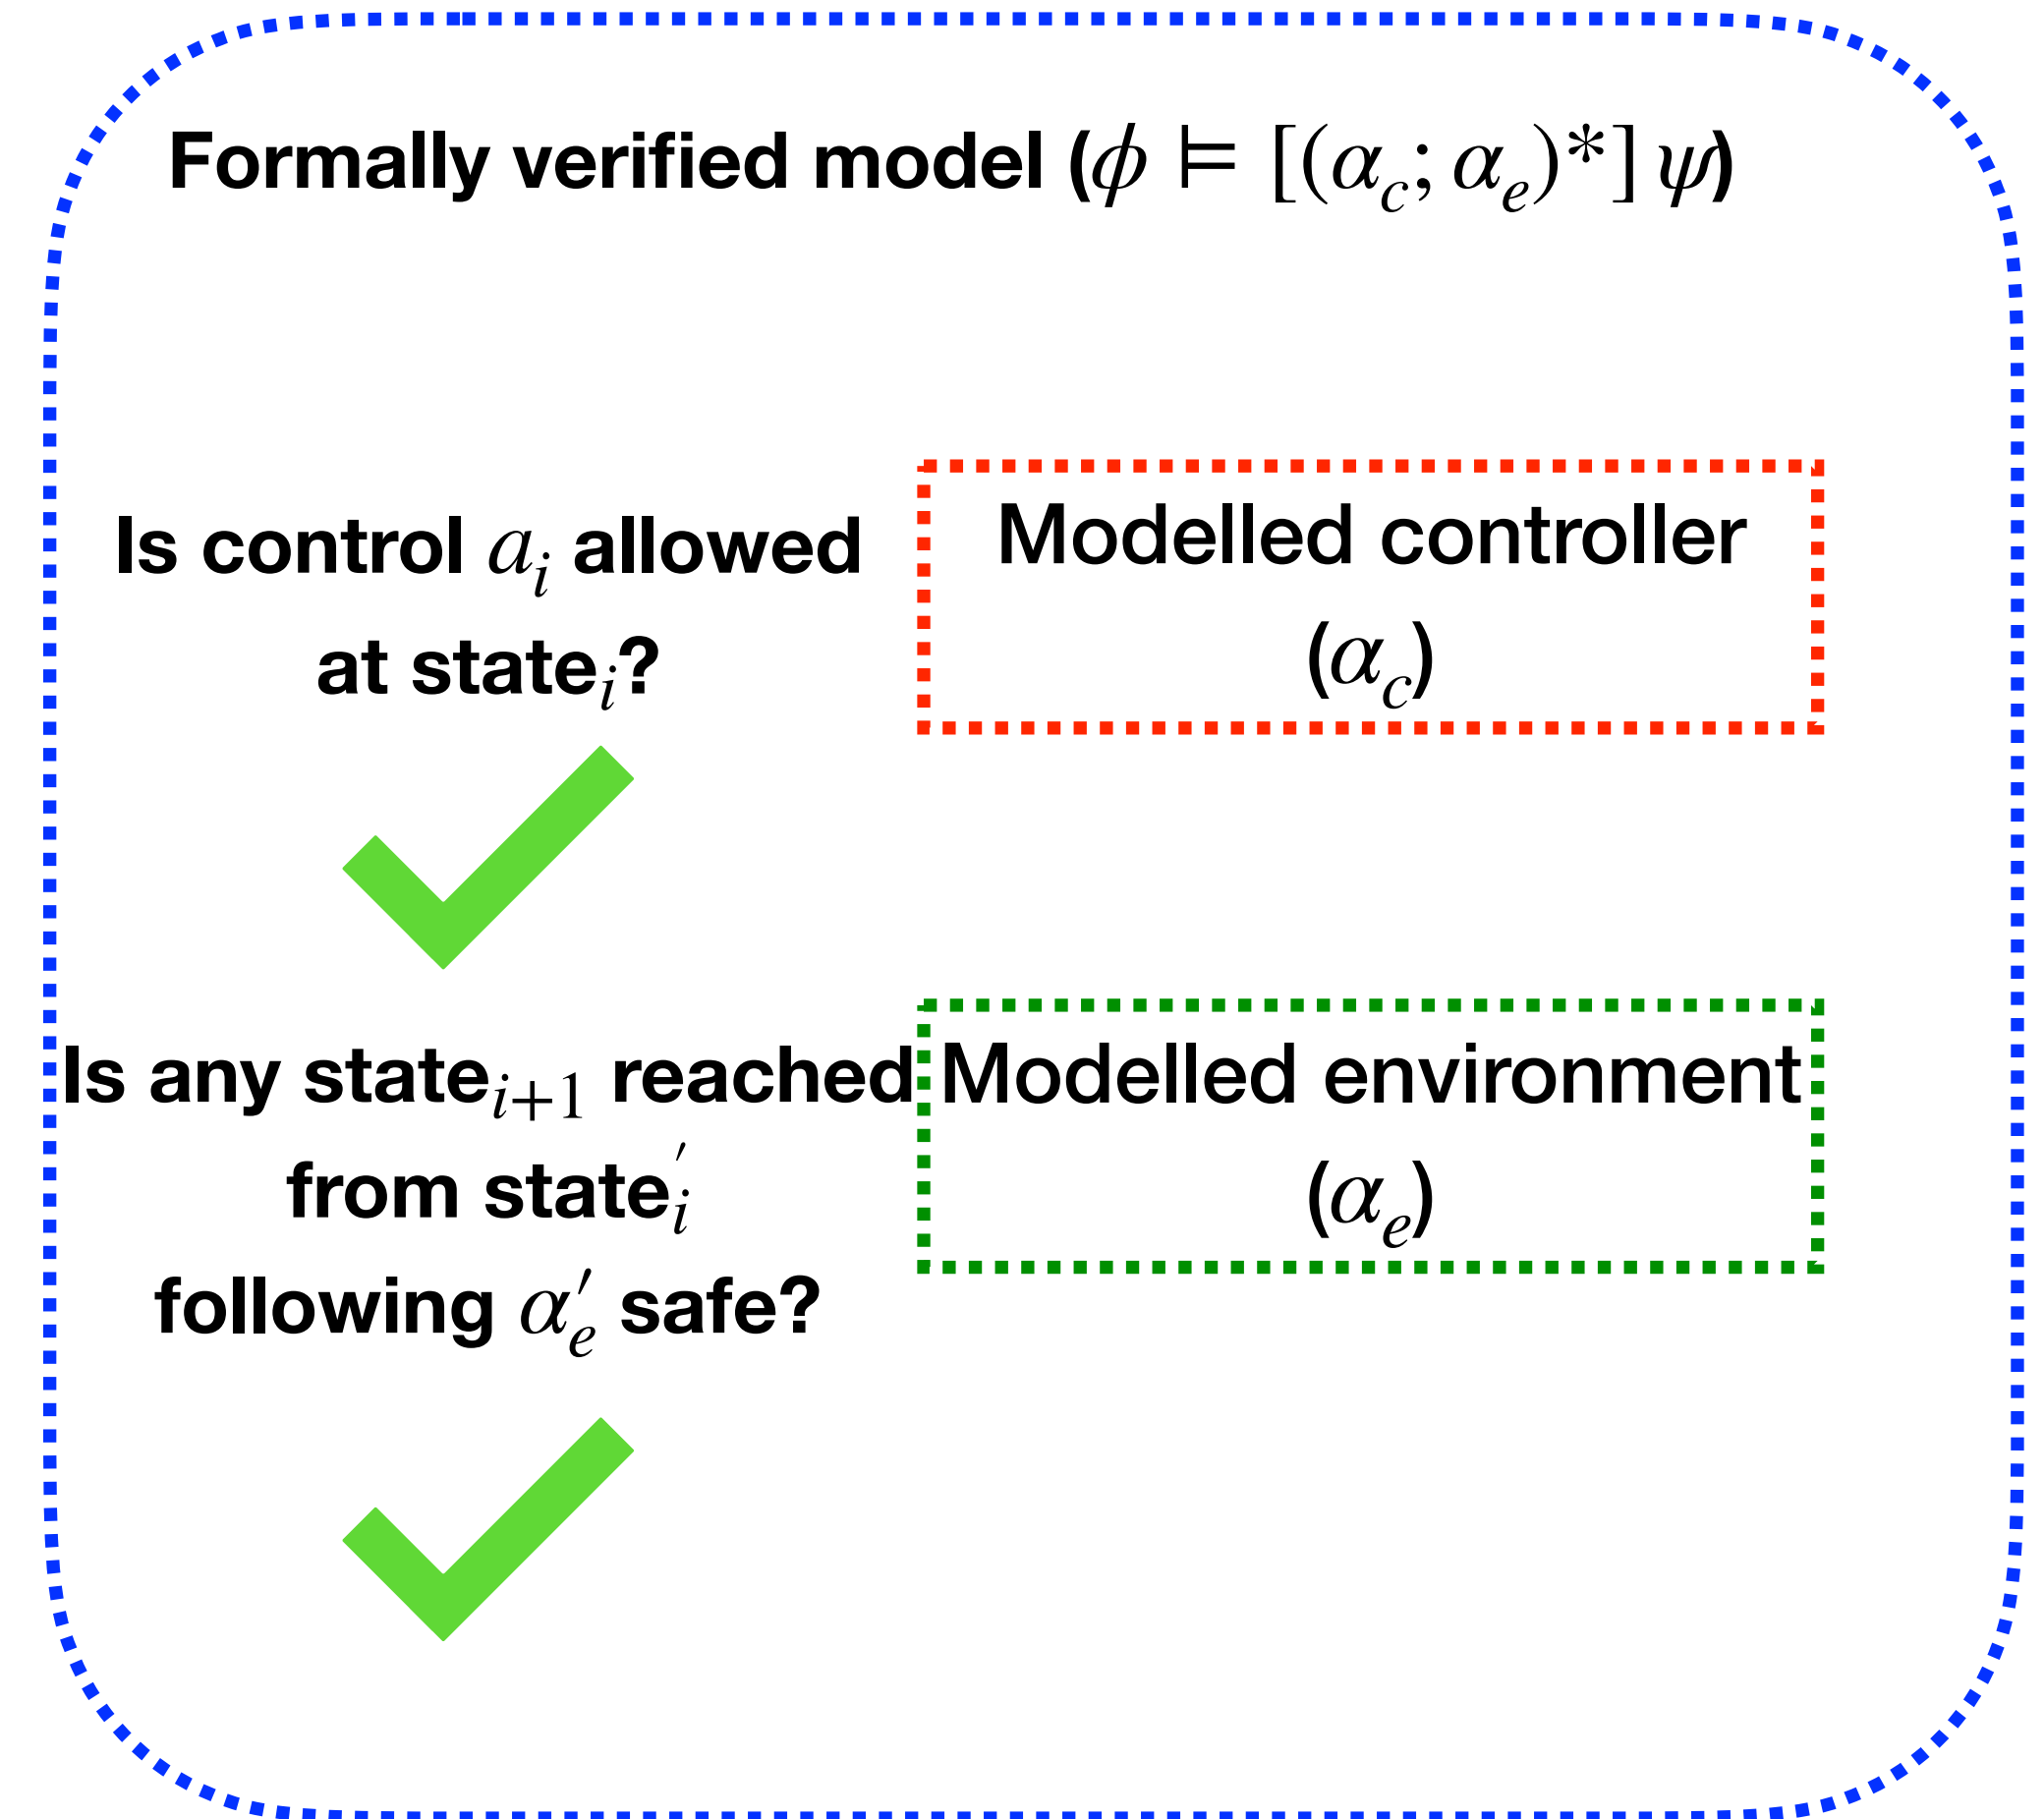 Formally verified model (ϕ ⊨ [(α_c; α_e)*] ψ)
Is control a_i allowed
at state_i?
Modelled controller
(α_c)
Is any state_{i+1} reached
from state_i′
following α_e′ safe?
Modelled environment
(α_e)